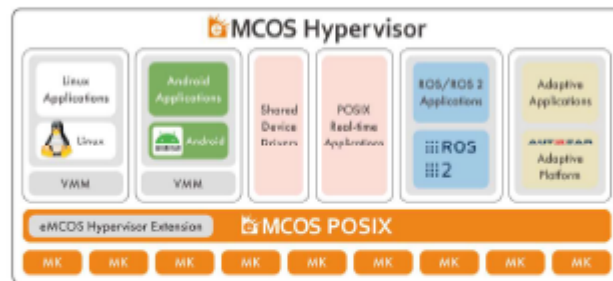 eMCOS Hypervisor
Linux
Applications
Linux
VMM
Android
Applications
android
Android
VMM
Shared
Device
Drivers
POSIX
Real-time
Applications
ROS/ROS 2
Applications
ROS
2
Adaptive
Applications
AUTOSAR
Adaptive
Platform
eMCOS Hypervisor Extension
eMCOS POSIX
MK MK MK MK MK MK MK MK MK